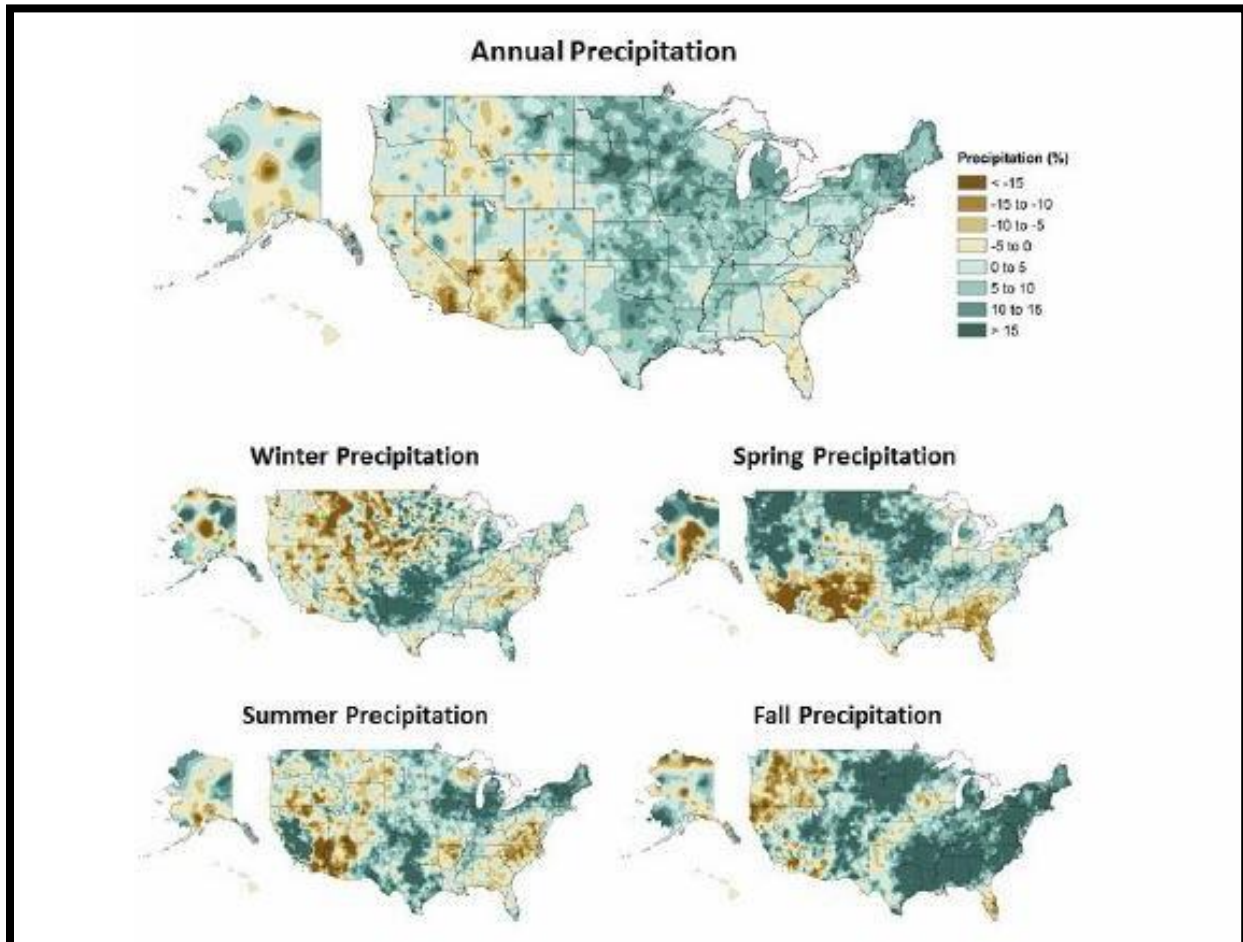 Annual Precipitation
Precipitation (%)
< -15
-15 to -10
-10 to -5
-5 to 0
0 to 5
5 to 10
10 to 15
> 15
Winter Precipitation
Spring Precipitation
Summer Precipitation
Fall Precipitation